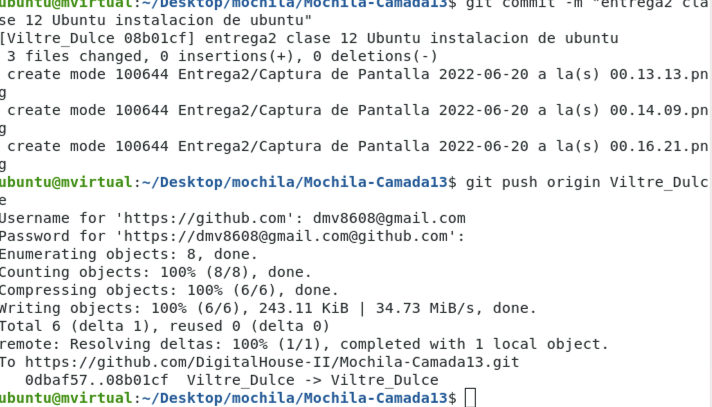 ubuntu@mvirtual:~/Desktop/mochila/Mochila-Camada13$ git commit -m "entrega2 cla
se 12 Ubuntu instalacion de ubuntu"
[Viltre_Dulce 08b01cf] entrega2 clase 12 Ubuntu instalacion de ubuntu
 3 files changed, 0 insertions(+), 0 deletions(-)
 create mode 100644 Entrega2/Captura de Pantalla 2022-06-20 a la(s) 00.13.13.pn
g
 create mode 100644 Entrega2/Captura de Pantalla 2022-06-20 a la(s) 00.14.09.pn
g
 create mode 100644 Entrega2/Captura de Pantalla 2022-06-20 a la(s) 00.16.21.pn
g
ubuntu@mvirtual:~/Desktop/mochila/Mochila-Camada13$ git push origin Viltre_Dulc
e
Username for 'https://github.com': dmv8608@gmail.com
Password for 'https://dmv8608@gmail.com@github.com':
Enumerating objects: 8, done.
Counting objects: 100% (8/8), done.
Compressing objects: 100% (6/6), done.
Writing objects: 100% (6/6), 243.11 KiB | 34.73 MiB/s, done.
Total 6 (delta 1), reused 0 (delta 0)
remote: Resolving deltas: 100% (1/1), completed with 1 local object.
To https://github.com/DigitalHouse-II/Mochila-Camada13.git
   0dbaf57..08b01cf  Viltre_Dulce -> Viltre_Dulce
ubuntu@mvirtual:~/Desktop/mochila/Mochila-Camada13$